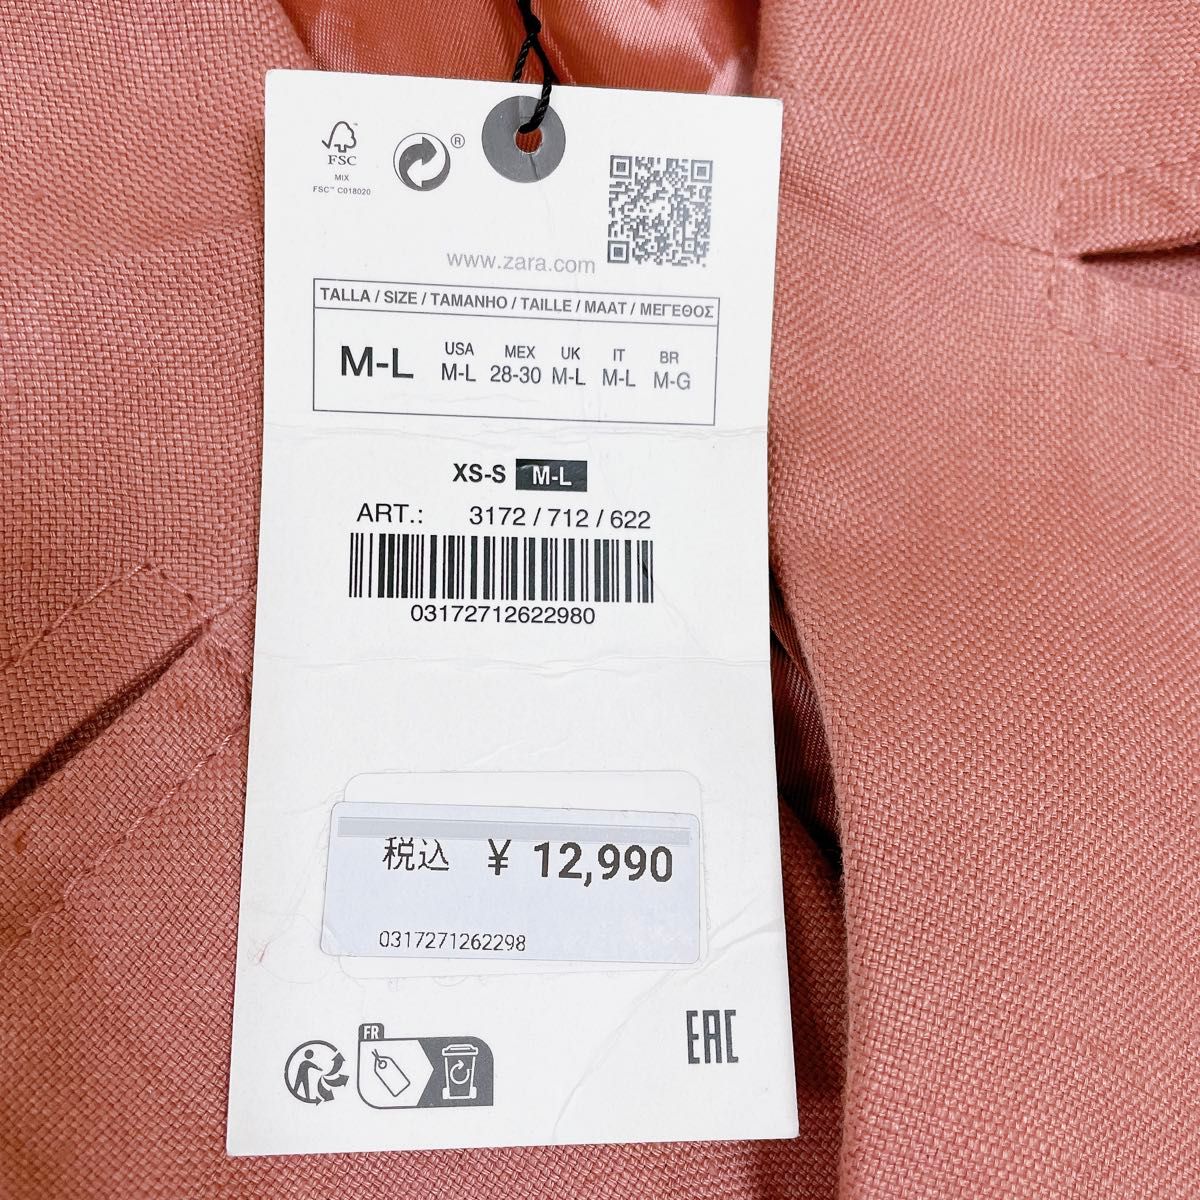 FSC
MIX
FSC™ C018020
®
www.zara.com
TALLA / SIZE / TAMANHO / TAILLE / MAAT / ΜΕΓΕΘΟΣ
M-L
USA MEX UK IT BR
M-L 28-30 M-L M-L M-G
XS-S M-L
ART.: 3172 / 712 / 622
03172712622980
税込 ¥ 12,990
0317271262298
FR
EAC